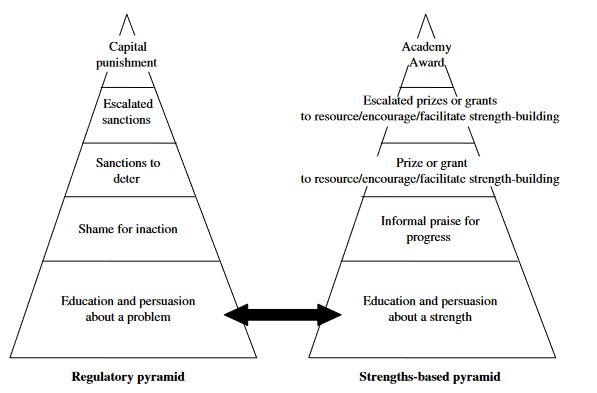 Capital
punishment
Escalated
sanctions
Sanctions to
deter
Shame for inaction
Education and persuasion
about a problem
Regulatory pyramid
Academy
Award
Escalated prizes or grants
to resource/encourage/facilitate strength-building
Prize or grant
to resource/encourage/facilitate strength-building
Informal praise for
progress
Education and persuasion
about a strength
Strengths-based pyramid